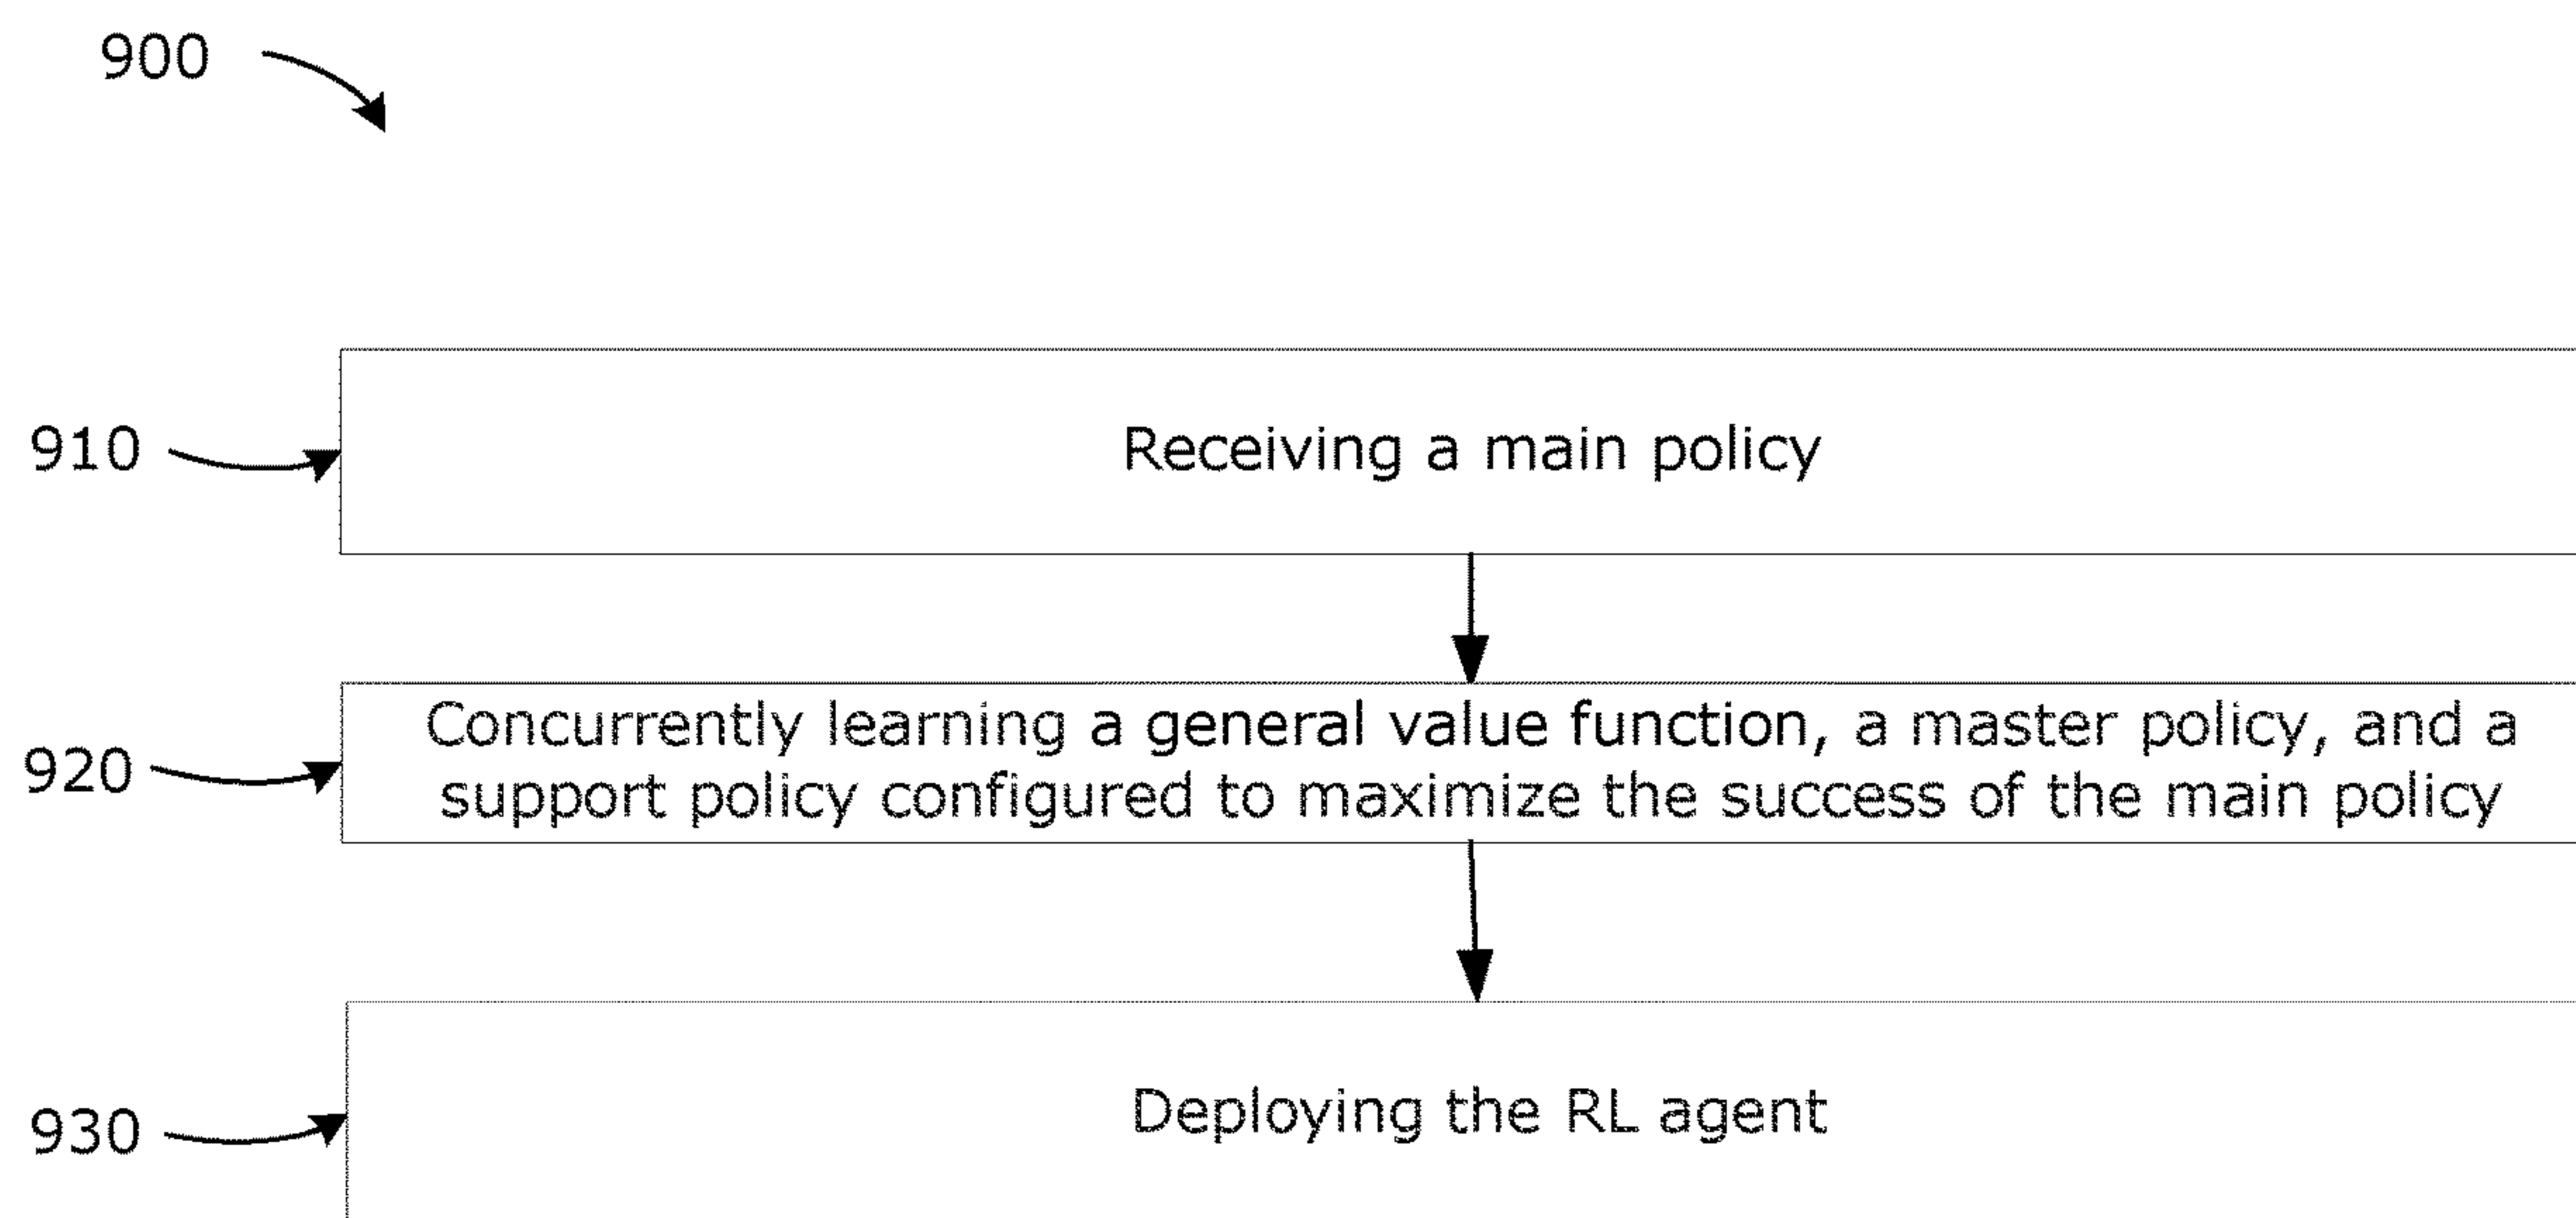 900
910
Receiving a main policy
920
Concurrently learning a general value function, a master policy, and a
support policy configured to maximize the success of the main policy
930
Deploying the RL agent